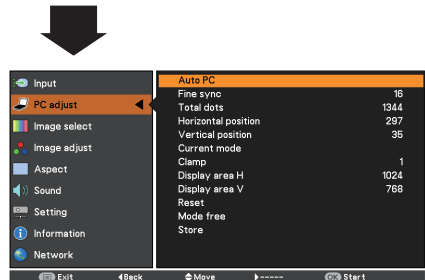 Input
PC adjust
Image select
Image adjust
Aspect
Sound
Setting
Information
Network
Auto PC
Fine sync 16
Total dots 1344
Horizontal position 297
Vertical position 35
Current mode
Clamp 1
Display area H 1024
Display area V 768
Reset
Mode free
Store
Exit Back Move ----- OK Start